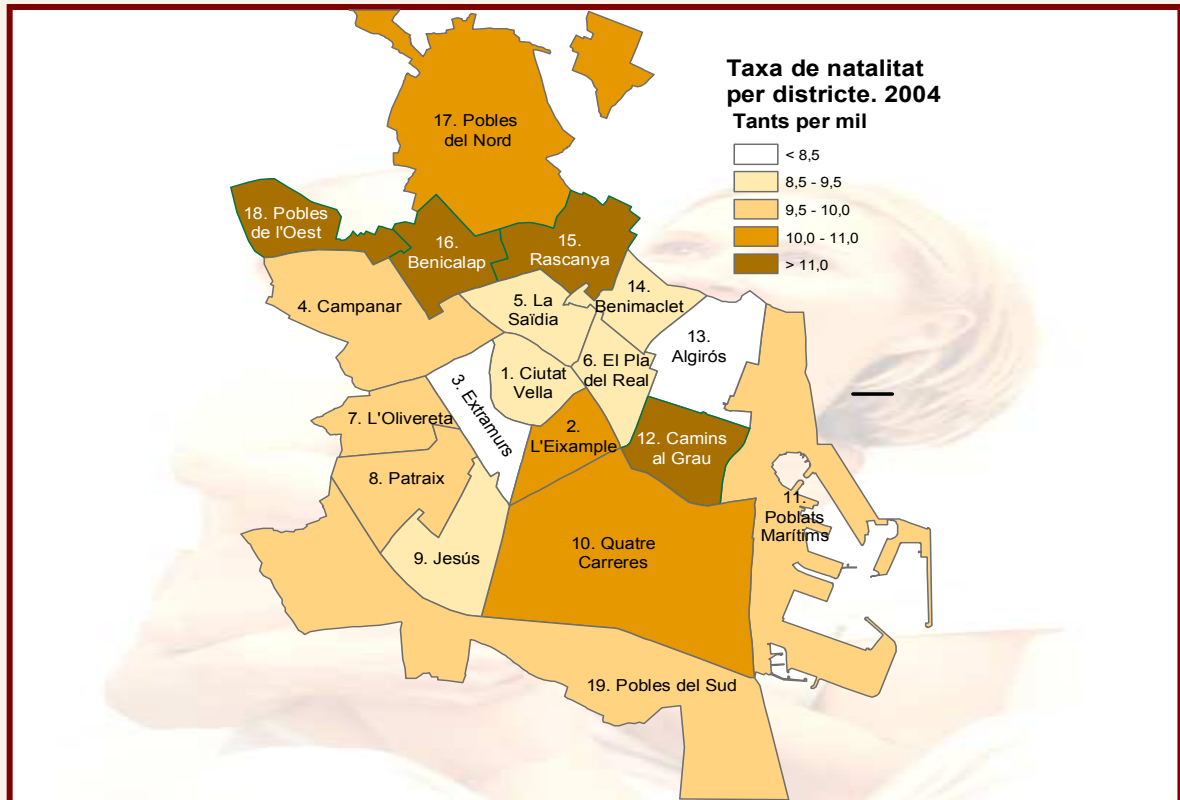 Taxa de natalitat
per districte. 2004
Tants per mil
< 8,5
8,5 - 9,5
9,5 - 10,0
10,0 - 11,0
> 11,0
17. Pobles
del Nord
18. Pobles
de l'Oest
16.
Benicalap
15.
Rascanya
14.
Benimaclet
4. Campanar
5. La
Saïdia
13.
Algirós
6. El Pla
del Real
1. Ciutat
Vella
3. Extramurs
7. L'Olivereta
2.
L'Eixample
12. Camins
al Grau
8. Patraix
11.
Poblats
Marítims
9. Jesús
10. Quatre
Carreres
19. Pobles del Sud